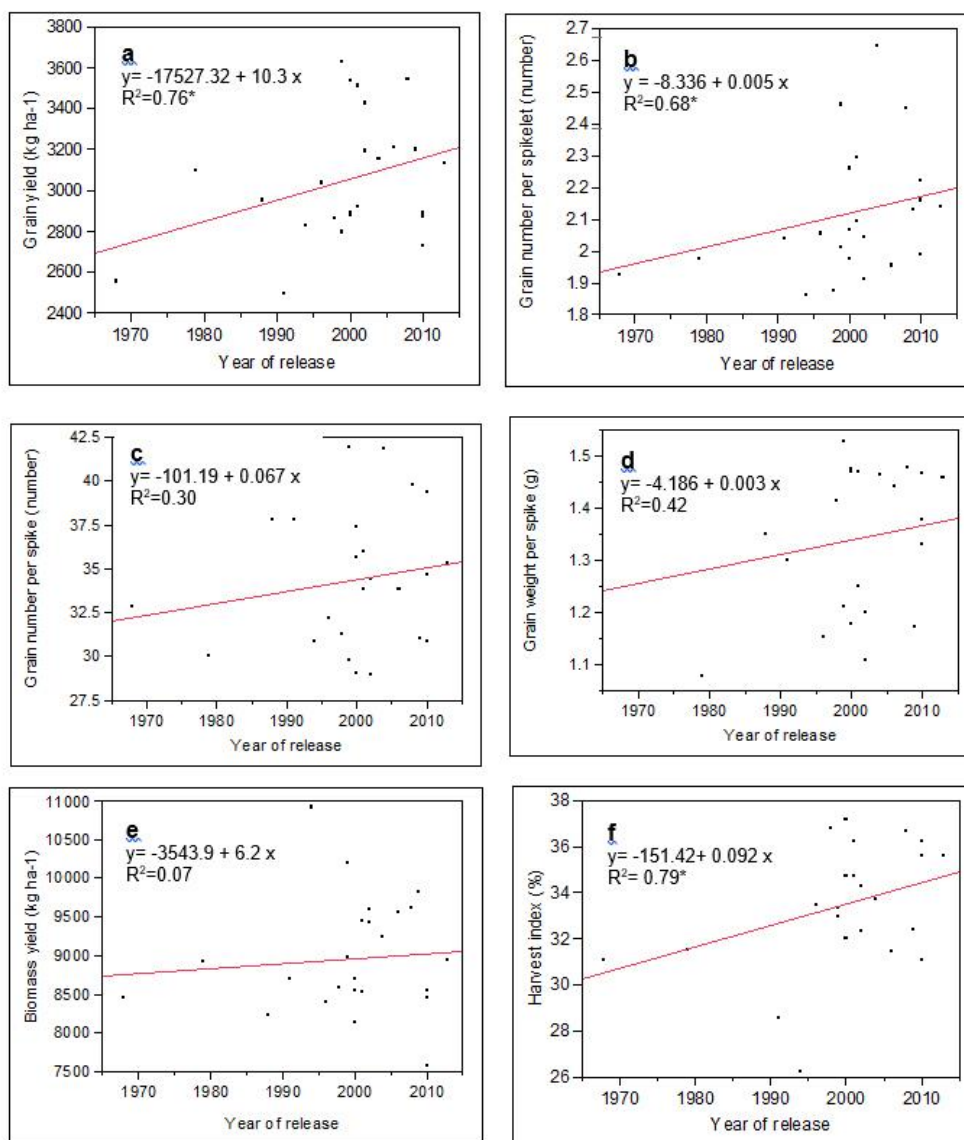 a
y= -17527.32 + 10.3 x
R²=0.76*
Grain yield (kg ha-1)
3800
3600
3400
3200
3000
2800
2600
2400
1970 1980 1990 2000 2010
Year of release
b
y = -8.336 + 0.005 x
R²=0.68*
Grain number per spikelet (number)
2.7
2.6
2.5
2.4
2.3
2.2
2.1
2
1.9
1.8
1970 1980 1990 2000 2010
Year of release
c
y= -101.19 + 0.067 x
R²=0.30
Grain number per spike (number)
42.5
40
37.5
35
32.5
30
27.5
1970 1980 1990 2000 2010
Year of release
d
y= -4.186 + 0.003 x
R²=0.42
Grain weight per spike (g)
1.5
1.4
1.3
1.2
1.1
1970 1980 1990 2000 2010
Year of release
e
y= -3543.9 + 6.2 x
R²=0.07
Biomass yield (kg ha-1)
11000
10500
10000
9500
9000
8500
8000
7500
1970 1980 1990 2000 2010
Year of release
f
y= -151.42+ 0.092 x
R²= 0.79*
Harvest index (%)
38
36
34
32
30
28
26
1970 1980 1990 2000 2010
Year of release